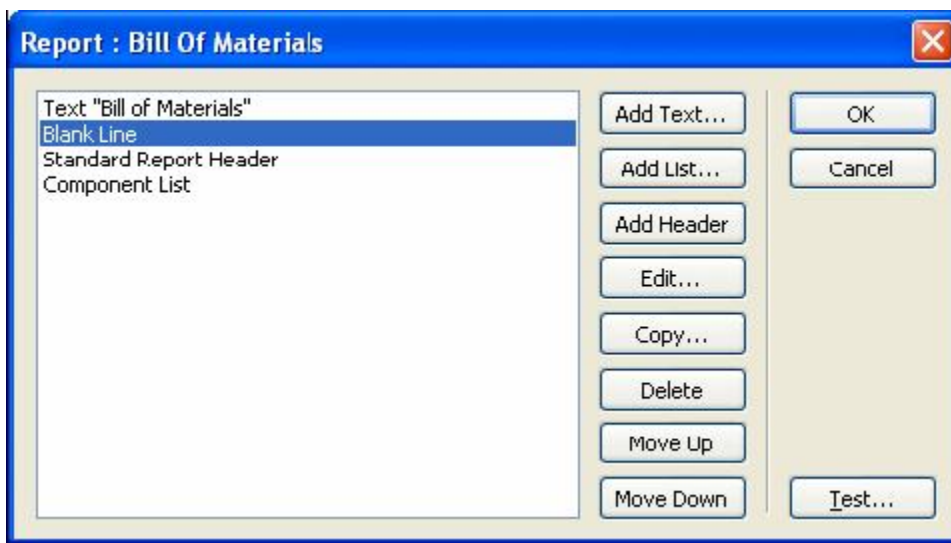 Report : Bill Of Materials
Text "Bill of Materials"
Blank Line
Standard Report Header
Component List
Add Text...
Add List...
Add Header
Edit...
Copy...
Delete
Move Up
Move Down
OK
Cancel
Test...